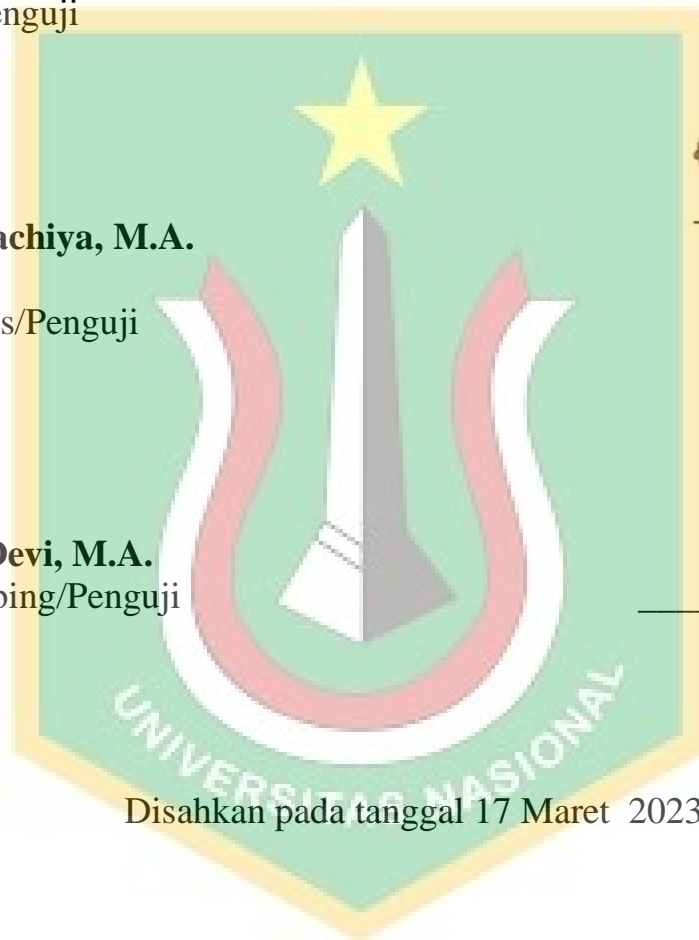 enguji
achiya, M.A.
s/Penguji
Devi, M.A.
bing/Penguji
UNIVERSITAS NASIONAL
Disahkan pada tanggal 17 Maret 2023